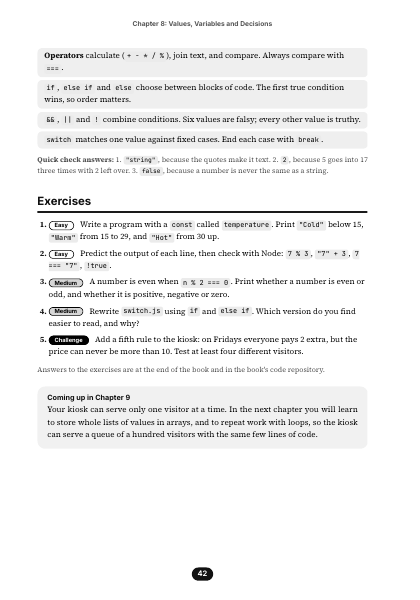 Chapter 8: Values, Variables and Decisions
Operators calculate ( + - * / % ), join text, and compare. Always compare with
=== .
if , else if and else choose between blocks of code. The first true condition
wins, so order matters.
&& , || and ! combine conditions. Six values are falsy; every other value is truthy.
switch matches one value against fixed cases. End each case with break .
Quick check answers: 1. "string" , because the quotes make it text. 2. 2 , because 5 goes into 17
three times with 2 left over. 3. false , because a number is never the same as a string.
Exercises
1. Easy Write a program with a const called temperature . Print "Cold" below 15,
"Warm" from 15 to 29, and "Hot" from 30 up.
2. Easy Predict the output of each line, then check with Node: 7 % 3 , "7" + 3 , 7
=== "7" , !true .
3. Medium A number is even when n % 2 === 0 . Print whether a number is even or
odd, and whether it is positive, negative or zero.
4. Medium Rewrite switch.js using if and else if . Which version do you find
easier to read, and why?
5. Challenge Add a fifth rule to the kiosk: on Fridays everyone pays 2 extra, but the
price can never be more than 10. Test at least four different visitors.
Answers to the exercises are at the end of the book and in the book's code repository.
Coming up in Chapter 9
Your kiosk can serve only one visitor at a time. In the next chapter you will learn
to store whole lists of values in arrays, and to repeat work with loops, so the kiosk
can serve a queue of a hundred visitors with the same few lines of code.
42